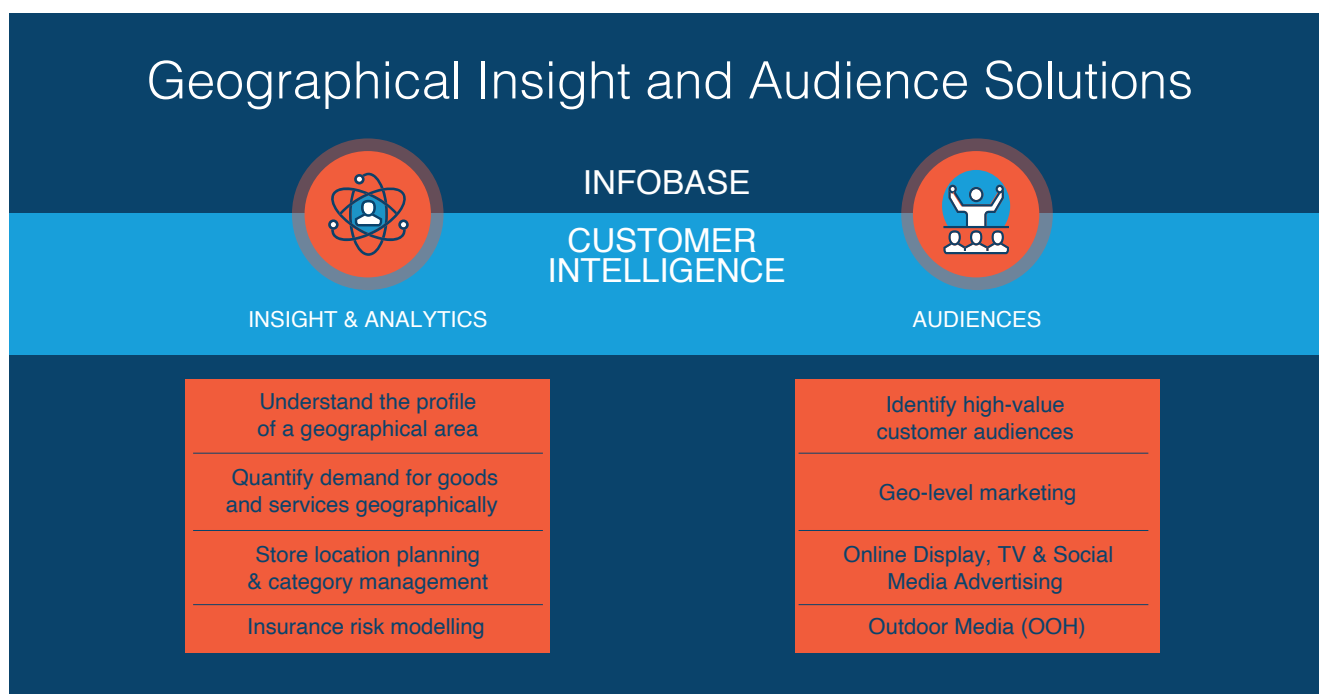 Geographical Insight and Audience Solutions
INFOBASE
CUSTOMER
INTELLIGENCE
INSIGHT & ANALYTICS
AUDIENCES
Understand the profile
of a geographical area
Quantify demand for goods
and services geographically
Store location planning
& category management
Insurance risk modelling
Identify high-value
customer audiences
Geo-level marketing
Online Display, TV & Social
Media Advertising
Outdoor Media (OOH)